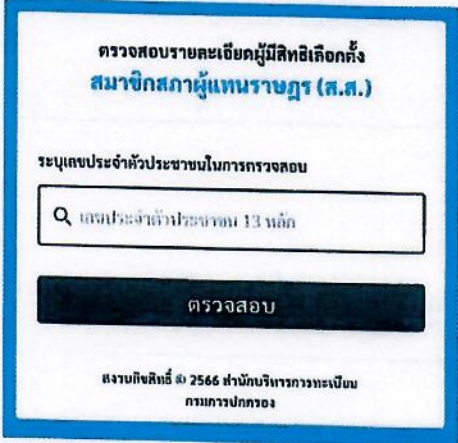 ตรวจสอบรายละเอียดผู้มีสิทธิเลือกตั้ง
สมาชิกสภาผู้แทนราษฎร (ส.ส.)
ระบุเลขประจำตัวประชาชนในการตรวจสอบ
เลขประจำตัวประชาชน 13 หลัก
ตรวจสอบ
สงวนลิขสิทธิ์ © 2566 สำนักบริหารการทะเบียน
กรมการปกครอง